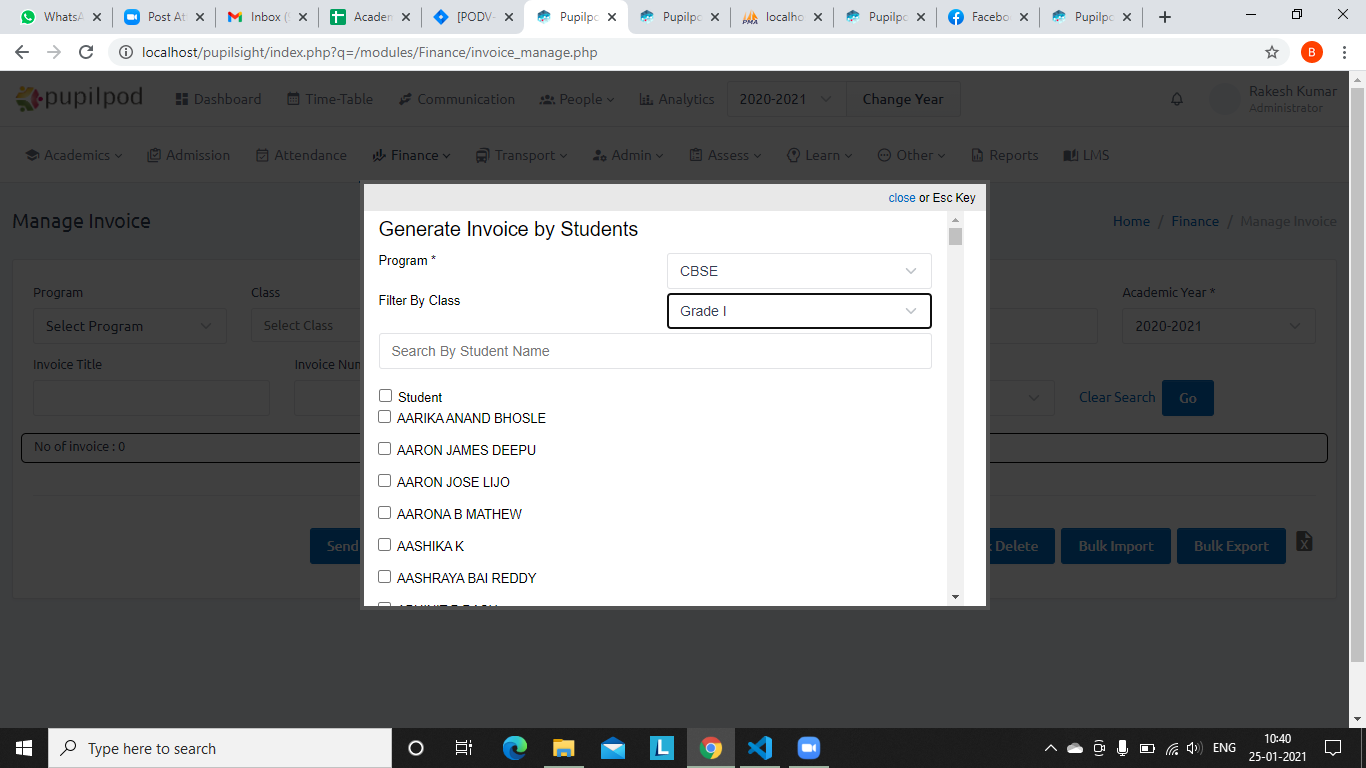 WhatsA
Post At
Inbox (
Academ
[PODV-
Pupilpo
Pupilpo
localho
Pupilpo
Facebo
Pupilpo
localhost/pupilsight/index.php?q=/modules/Finance/invoice_manage.php
B
pupilpod
Dashboard
Time-Table
Communication
People
Analytics
2020-2021
Change Year
Rakesh Kumar
Administrator
Academics
Admission
Attendance
Finance
Transport
Admin
Assess
Learn
Other
Reports
LMS
Manage Invoice
Home / Finance / Manage Invoice
close or Esc Key
Generate Invoice by Students
Program *
CBSE
Filter By Class
Grade I
Search By Student Name
Student
AARIKA ANAND BHOSLE
AARON JAMES DEEPU
AARON JOSE LIJO
AARONA B MATHEW
AASHIKA K
AASHRAYA BAI REDDY
Program
Class
Academic Year *
Select Program
Select Class
2020-2021
Invoice Title
Invoice Num
Clear Search
Go
No of invoice : 0
Send
Delete
Bulk Import
Bulk Export
Type here to search
L
ENG
10:40
25-01-2021